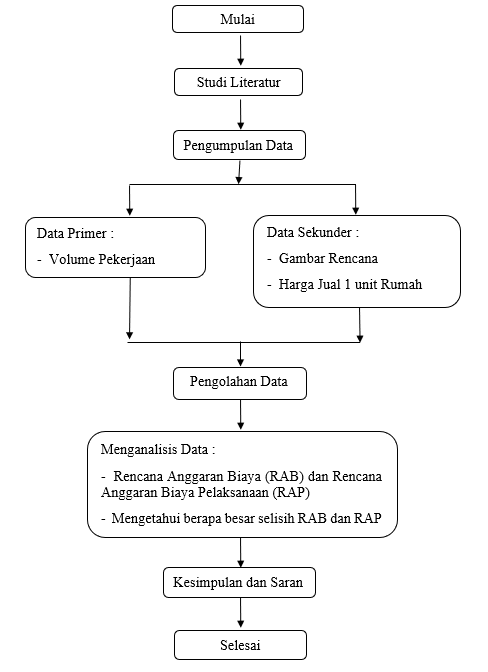 Mulai
Studi Literatur
Pengumpulan Data
Data Primer :
- Volume Pekerjaan
Data Sekunder :
- Gambar Rencana
- Harga Jual 1 unit Rumah
Pengolahan Data
Menganalisis Data :
- Rencana Anggaran Biaya (RAB) dan Rencana
Anggaran Biaya Pelaksanaan (RAP)
- Mengetahui berapa besar selisih RAB dan RAP
Kesimpulan dan Saran
Selesai